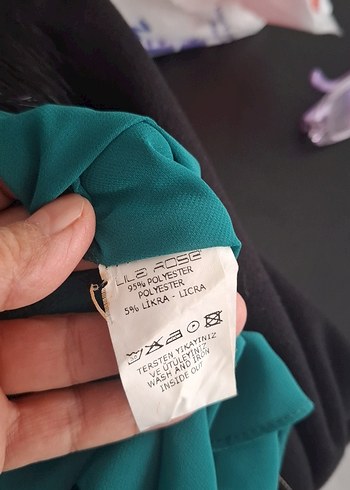 LILA ROSE
95% POLYESTER
POLYESTER
5% LİKRA - LICRA
TERSTEN YIKAYINIZ
VE ÜTÜLEYİNİZ
WASH AND IRON
INSIDE OUT